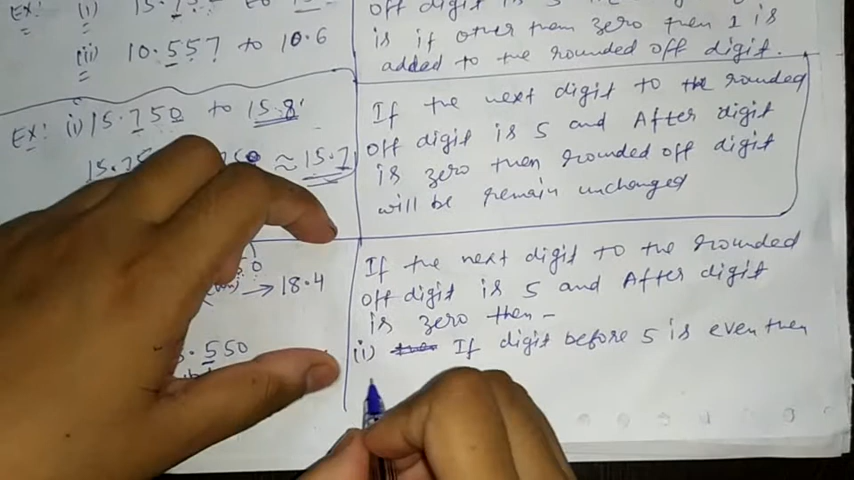 Ex: (i) 15.
(ii) 10.557 to 10.6
off digit is 5
is if other than zero then 1 is
added to the rounded off digit.
Ex: (i) 15.750 to 15.8
≈ 15.7
If the next digit to the rounded
off digit is 5 and After digit
is zero then rounded off digit
will be remain unchanged
→ 18.4
.550
If the next digit to the rounded
off digit is 5 and After digit
is zero then -
(i) If digit before 5 is even then